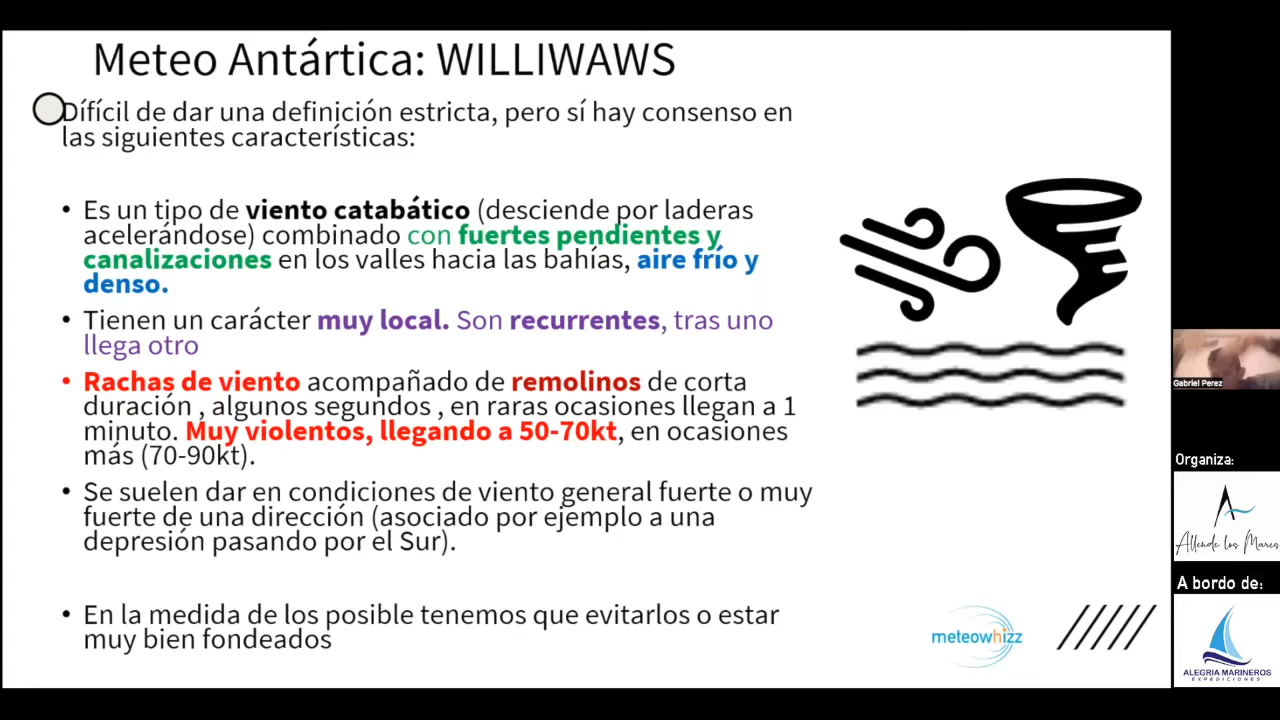 Meteo Antártica: WILLIWAWS
Dífícil de dar una definición estricta, pero sí hay consenso en
las siguientes características:
• Es un tipo de viento catabático (desciende por laderas
acelerándose) combinado con fuertes pendientes y
canalizaciones en los valles hacia las bahías, aire frío y
denso.
• Tienen un carácter muy local. Son recurrentes, tras uno
llega otro
• Rachas de viento acompañado de remolinos de corta
duración , algunos segundos , en raras ocasiones llegan a 1
minuto. Muy violentos, llegando a 50-70kt, en ocasiones
más (70-90kt).
• Se suelen dar en condiciones de viento general fuerte o muy
fuerte de una dirección (asociado por ejemplo a una
depresión pasando por el Sur).
• En la medida de los posible tenemos que evitarlos o estar
muy bien fondeados
meteowhizz
Gabriel Perez
Organiza:
A
Allende los Mares
A bordo de:
ALEGRIA MARINEROS
EXPEDICIONES